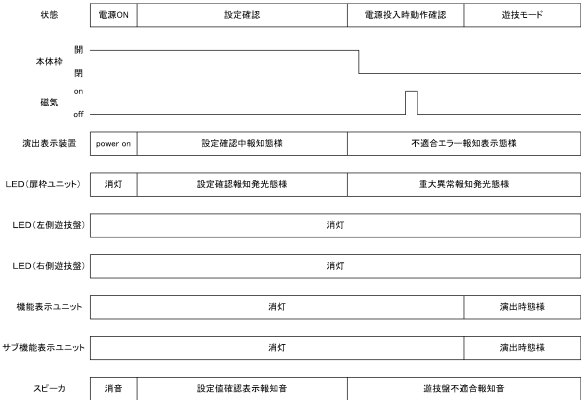 状態 電源ON 設定確認 電源投入時動作確認 遊技モード
開
本体枠
閉
on
磁気
off
演出表示装置 power on 設定確認中報知態様 不適合エラー報知表示態様
LED(扉枠ユニット) 消灯 設定確認報知発光態様 重大異常報知発光態様
LED(左側遊技盤) 消灯
LED(右側遊技盤) 消灯
機能表示ユニット 消灯 演出時態様
サブ機能表示ユニット 消灯 演出時態様
スピーカ 消音 設定値確認表示報知音 遊技盤不適合報知音